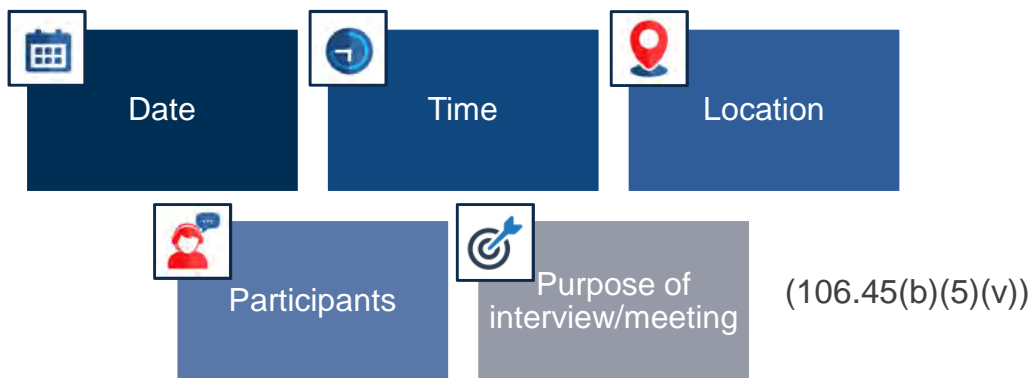 Date
Time
Location
Participants
Purpose of
interview/meeting
(106.45(b)(5)(v))